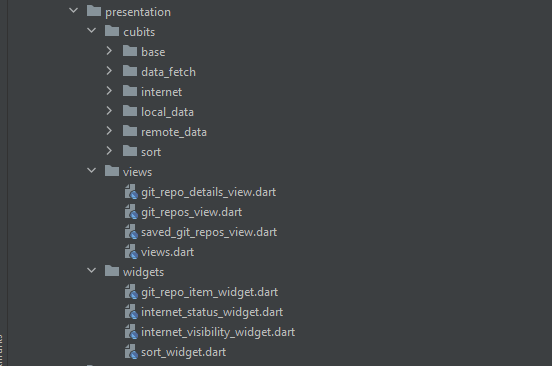 presentation
cubits
base
data_fetch
internet
local_data
remote_data
sort
views
git_repo_details_view.dart
git_repos_view.dart
saved_git_repos_view.dart
views.dart
widgets
git_repo_item_widget.dart
internet_status_widget.dart
internet_visibility_widget.dart
sort_widget.dart